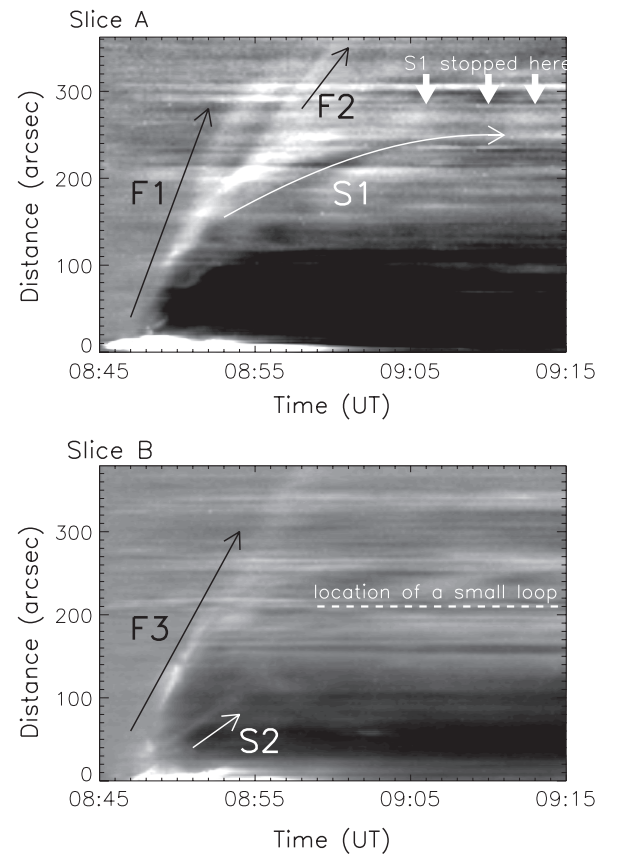 Slice A
S1 stopped here
F2
F1
S1
Distance (arcsec)
300
200
100
0
08:45 08:55 09:05 09:15
Time (UT)
Slice B
location of a small loop
F3
S2
Distance (arcsec)
300
200
100
0
08:45 08:55 09:05 09:15
Time (UT)